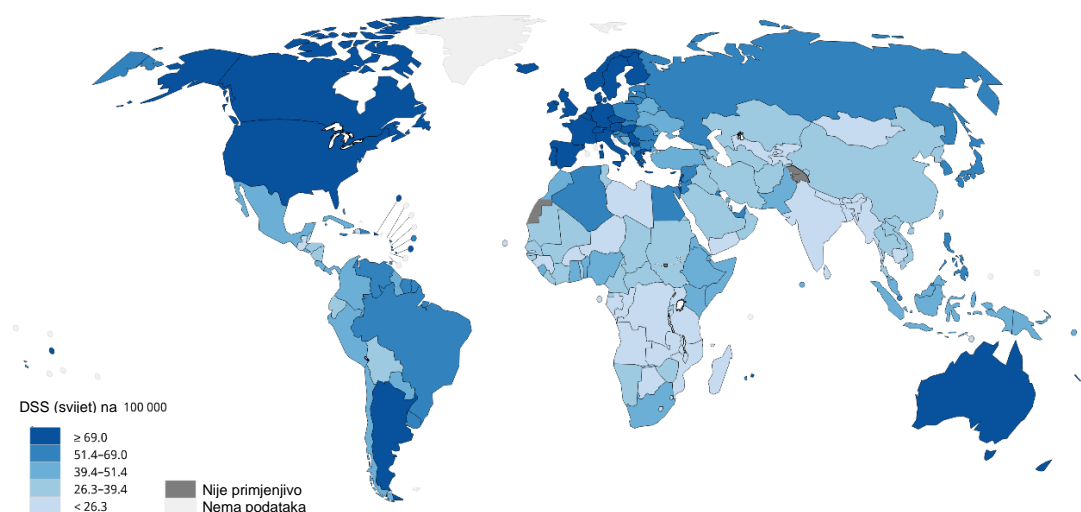 DSS (svijet) na 100 000
≥ 69.0
51.4–69.0
39.4–51.4
26.3–39.4
< 26.3
Nije primjenjivo
Nema podataka